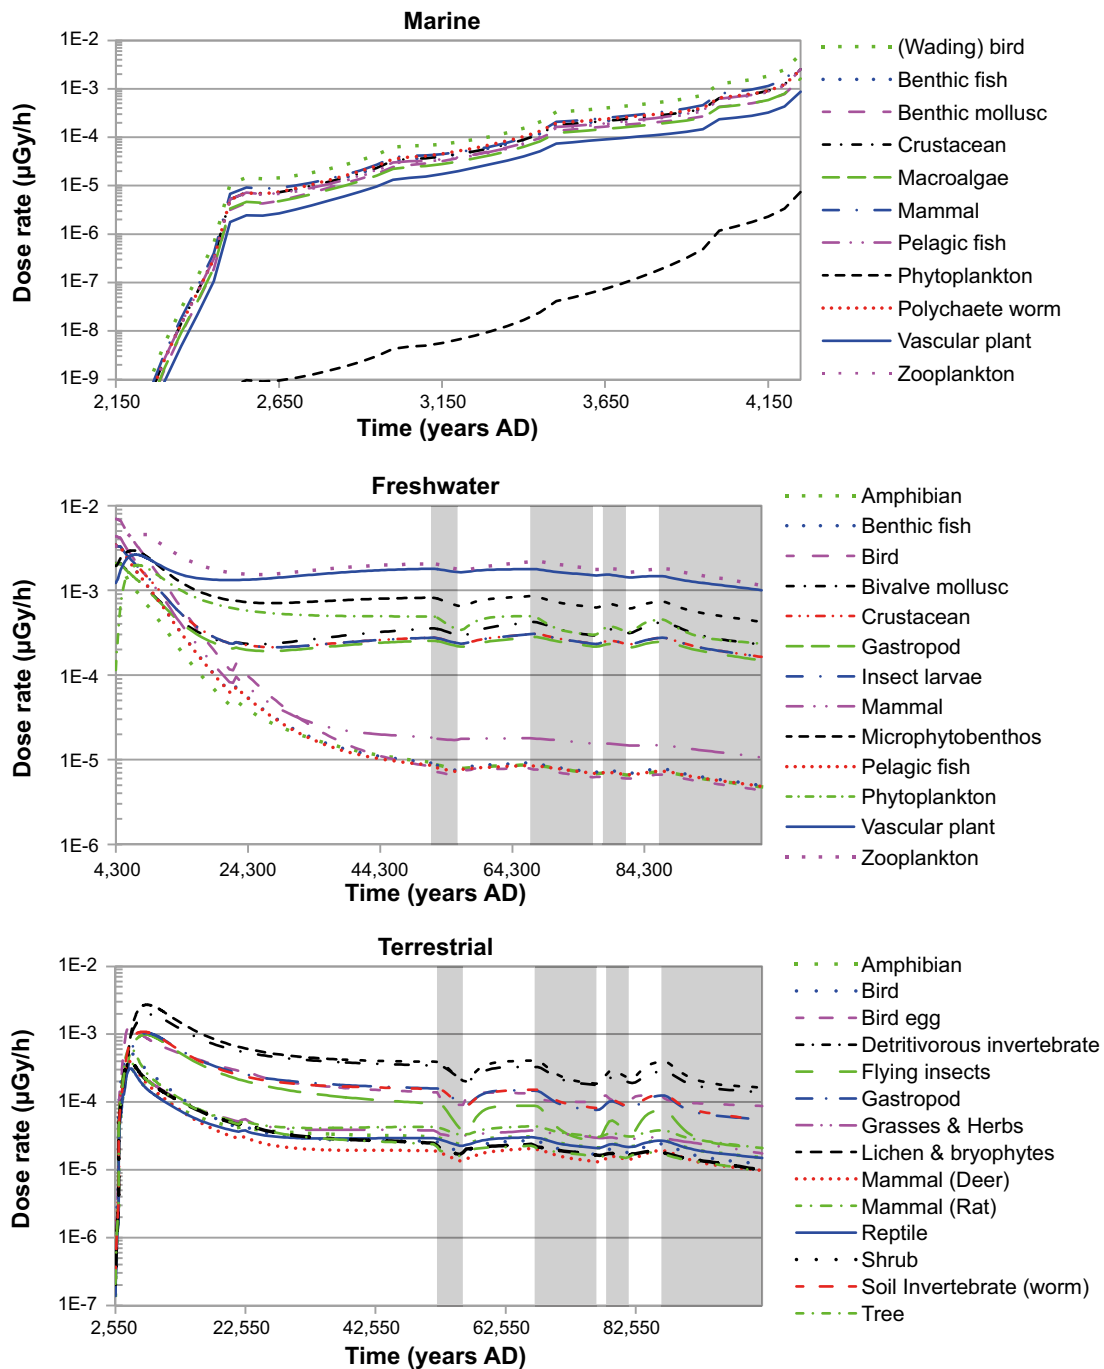 Marine
Dose rate (µGy/h)
1E-2
1E-3
1E-4
1E-5
1E-6
1E-7
1E-8
1E-9
2,150
2,650
3,150
3,650
4,150
Time (years AD)
(Wading) bird
Benthic fish
Benthic mollusc
Crustacean
Macroalgae
Mammal
Pelagic fish
Phytoplankton
Polychaete worm
Vascular plant
Zooplankton
Freshwater
Dose rate (µGy/h)
1E-2
1E-3
1E-4
1E-5
1E-6
4,300
24,300
44,300
64,300
84,300
Time (years AD)
Amphibian
Benthic fish
Bird
Bivalve mollusc
Crustacean
Gastropod
Insect larvae
Mammal
Microphytobenthos
Pelagic fish
Phytoplankton
Vascular plant
Zooplankton
Terrestrial
Dose rate (µGy/h)
1E-2
1E-3
1E-4
1E-5
1E-6
1E-7
2,550
22,550
42,550
62,550
82,550
Time (years AD)
Amphibian
Bird
Bird egg
Detritivorous invertebrate
Flying insects
Gastropod
Grasses & Herbs
Lichen & bryophytes
Mammal (Deer)
Mammal (Rat)
Reptile
Shrub
Soil Invertebrate (worm)
Tree